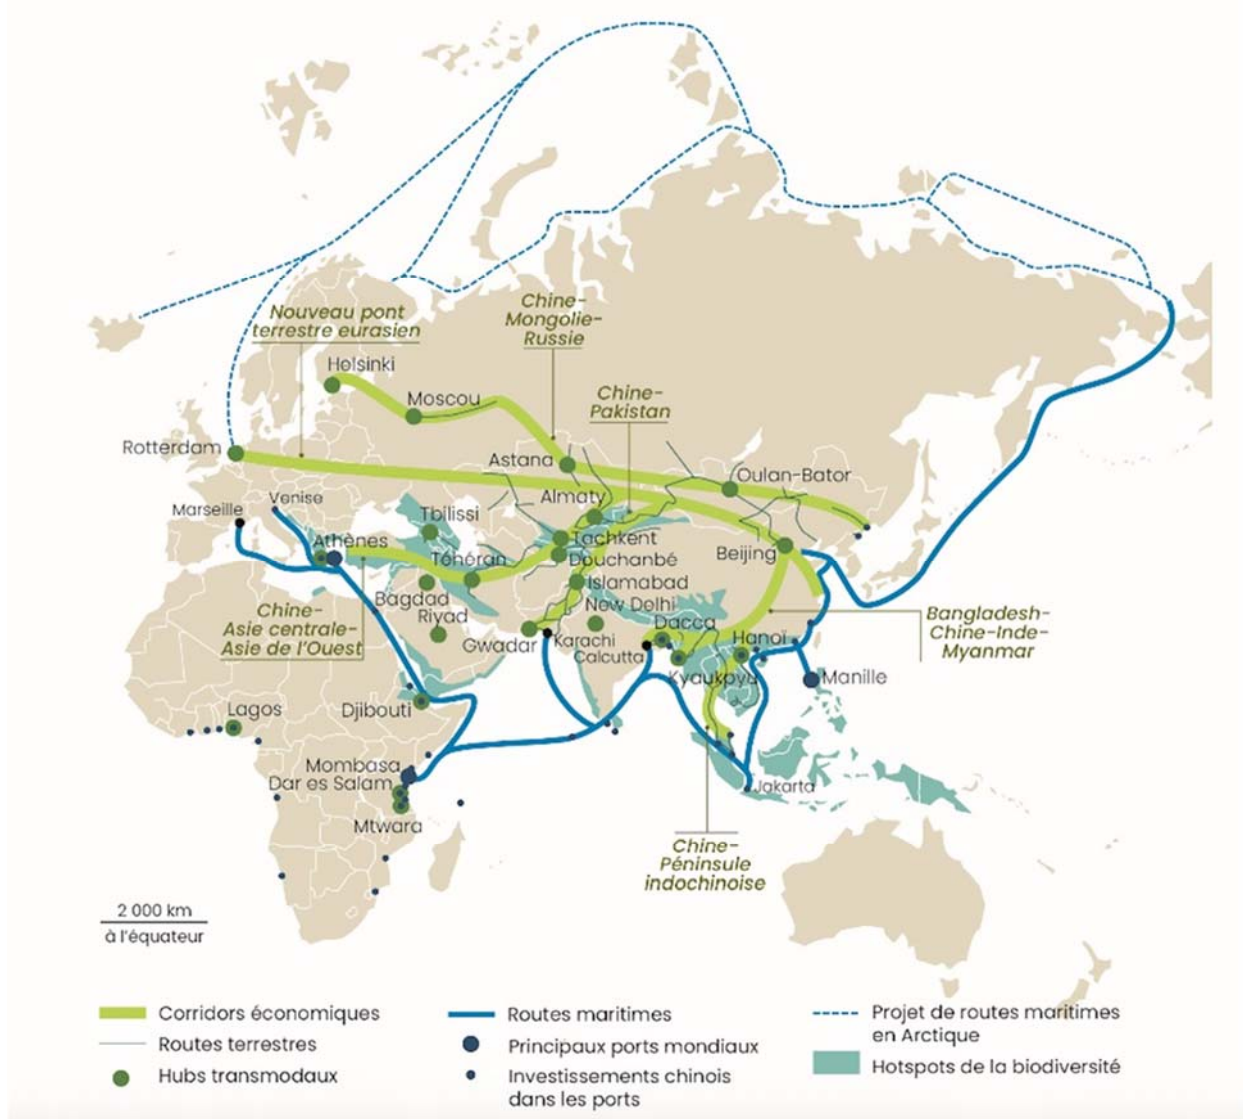 Nouveau pont
terrestre eurasien
Chine-
Mongolie-
Russie
Helsinki
Moscou
Chine-
Pakistan
Rotterdam
Astana
Oulan-Bator
Marseille
Venise
Almaty
Tbilissi
Athènes
Téhéran
Tachkent
Douchanbé
Beijing
Bagdad
Islamabad
Riyad
New Delhi
Chine-
Asie centrale-
Asie de l'Ouest
Gwadar
Karachi
Calcutta
Dacca
Hanoï
Bangladesh-
Chine-Inde-
Myanmar
Kyaukpyu
Manille
Lagos
Djibouti
Mombasa
Dar es Salam
Mtwara
Jakarta
Chine-
Péninsule
indochinoise
2 000 km
à l'équateur
Corridors économiques
Routes terrestres
Hubs transmodaux
Routes maritimes
Principaux ports mondiaux
Investissements chinois
dans les ports
Projet de routes maritimes
en Arctique
Hotspots de la biodiversité